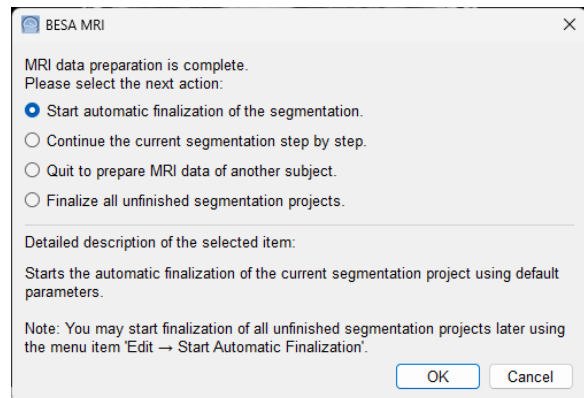 BESA MRI
MRI data preparation is complete.
Please select the next action:
Start automatic finalization of the segmentation.
Continue the current segmentation step by step.
Quit to prepare MRI data of another subject.
Finalize all unfinished segmentation projects.
Detailed description of the selected item:
Starts the automatic finalization of the current segmentation project using default
parameters.
Note: You may start finalization of all unfinished segmentation projects later using
the menu item 'Edit → Start Automatic Finalization'.
OK Cancel